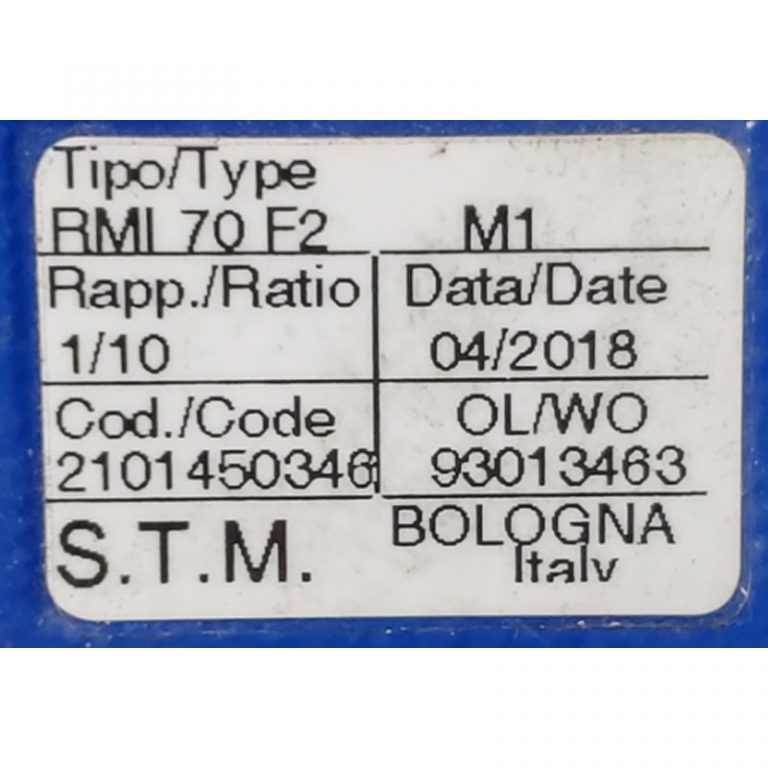 Tipo/Type
RMI 70 F2 M1
Rapp./Ratio Data/Date
1/10 04/2018
Cod./Code OL/WO
2101450346 93013463
S.T.M. BOLOGNA
Italy